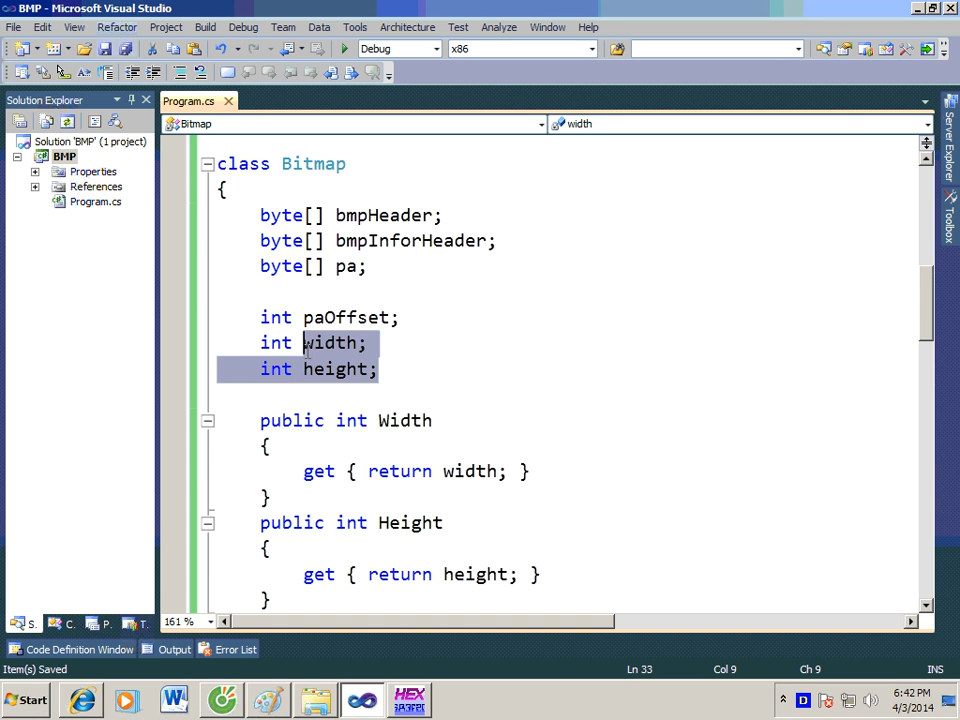 BMP - Microsoft Visual Studio
File Edit View Refactor Project Build Debug Team Data Tools Architecture Test Analyze Window Help
Debug x86
Solution Explorer
Program.cs
Bitmap width
Solution 'BMP' (1 project)
BMP
Properties
References
Program.cs
class Bitmap
{
byte[] bmpHeader;
byte[] bmpInforHeader;
byte[] pa;
int paOffset;
int width;
int height;
public int Width
{
get { return width; }
}
public int Height
{
get { return height; }
}
Server Explorer
Toolbox
161 %
S. C. P. T.
Code Definition Window Output Error List
Item(s) Saved Ln 33 Col 9 Ch 9 INS
Start HEX D 6:42 PM
4/3/2014